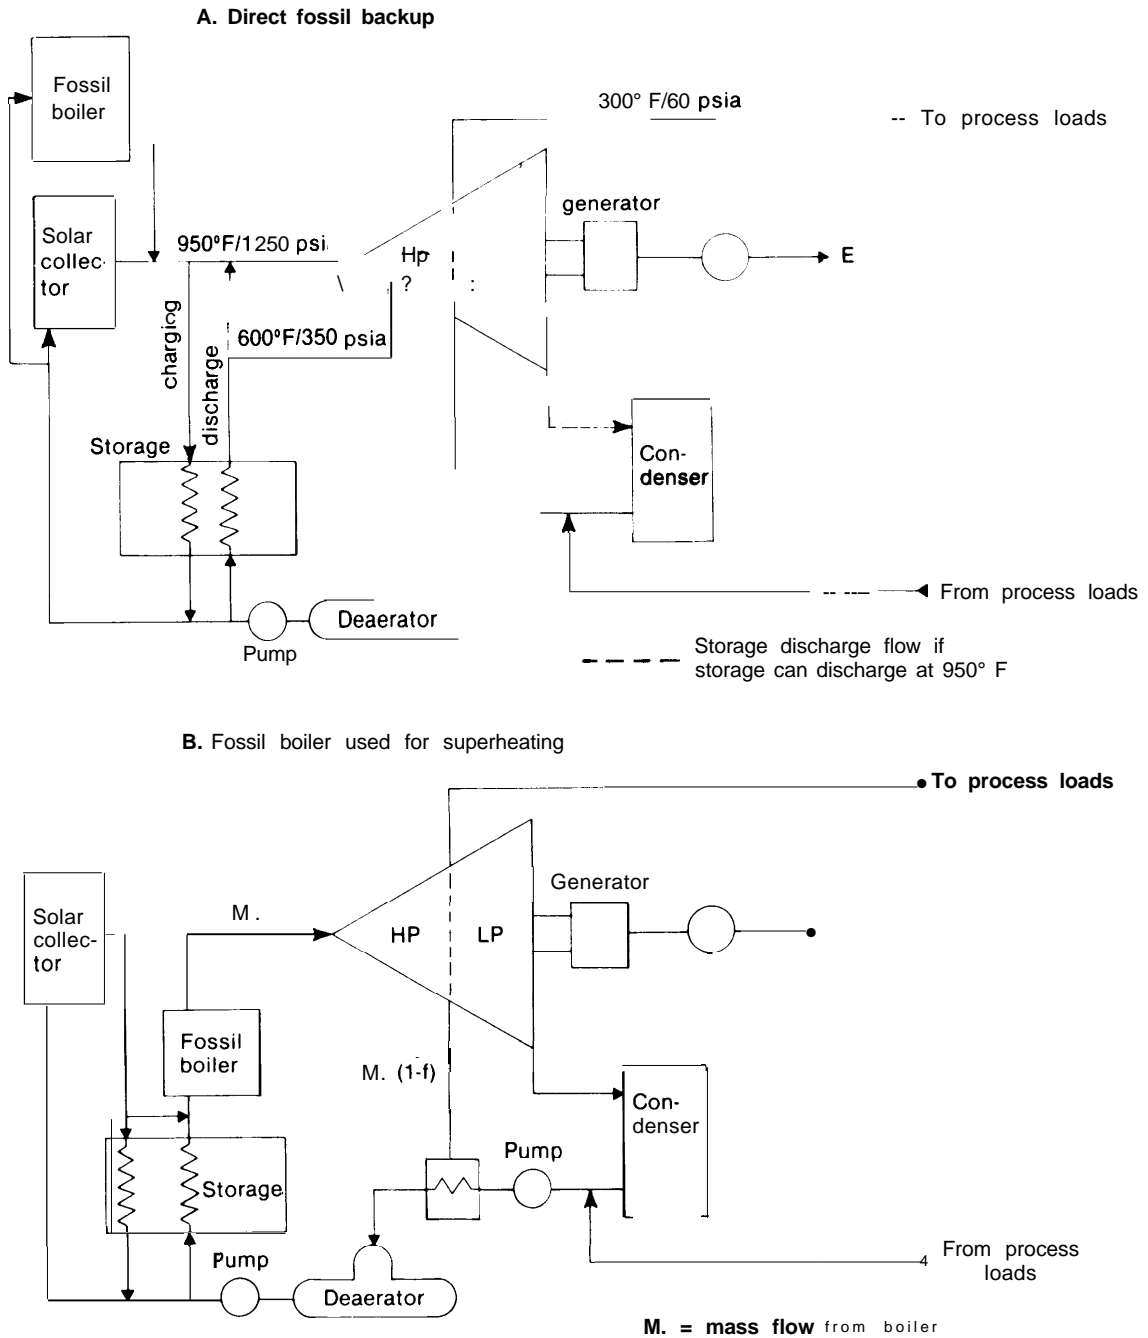 A. Direct fossil backup
Fossil
boiler
300° F/60 psia
-- To process loads
Solar
collec-
tor
950°F/1250 psi
generator
Hp
?
:
E
charging
discharge
600°F/350 psia
Storage
Con-
denser
Deaerator
Pump
From process loads
Storage discharge flow if
storage can discharge at 950° F
B. Fossil boiler used for superheating
To process loads
Solar
collec-
tor
M .
HP
LP
Generator
Fossil
boiler
M. (1-f)
Con-
denser
Pump
Storage
Pump
Deaerator
4
From process
loads
M. = mass flow from boiler